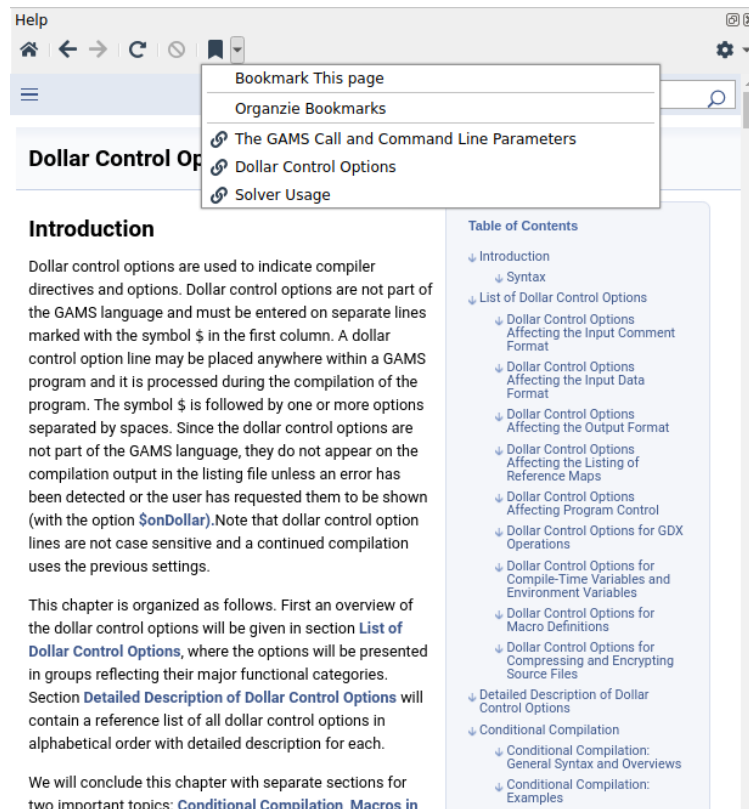 Help
Bookmark This page
Organzie Bookmarks
The GAMS Call and Command Line Parameters
Dollar Control Options
Solver Usage
Dollar Control Op
Introduction
Dollar control options are used to indicate compiler
directives and options. Dollar control options are not part of
the GAMS language and must be entered on separate lines
marked with the symbol $ in the first column. A dollar
control option line may be placed anywhere within a GAMS
program and it is processed during the compilation of the
program. The symbol $ is followed by one or more options
separated by spaces. Since the dollar control options are
not part of the GAMS language, they do not appear on the
compilation output in the listing file unless an error has
been detected or the user has requested them to be shown
(with the option $onDollar).Note that dollar control option
lines are not case sensitive and a continued compilation
uses the previous settings.
This chapter is organized as follows. First an overview of
the dollar control options will be given in section List of
Dollar Control Options, where the options will be presented
in groups reflecting their major functional categories.
Section Detailed Description of Dollar Control Options will
contain a reference list of all dollar control options in
alphabetical order with detailed description for each.
We will conclude this chapter with separate sections for
two important topics: Conditional Compilation, Macros in
Table of Contents
↓ Introduction
↓ Syntax
↓ List of Dollar Control Options
↓ Dollar Control Options
Affecting the Input Comment
Format
↓ Dollar Control Options
Affecting the Input Data
Format
↓ Dollar Control Options
Affecting the Output Format
↓ Dollar Control Options
Affecting the Listing of
Reference Maps
↓ Dollar Control Options
Affecting Program Control
↓ Dollar Control Options for GDX
Operations
↓ Dollar Control Options for
Compile-Time Variables and
Environment Variables
↓ Dollar Control Options for
Macro Definitions
↓ Dollar Control Options for
Compressing and Encrypting
Source Files
↓ Detailed Description of Dollar
Control Options
↓ Conditional Compilation
↓ Conditional Compilation:
General Syntax and Overviews
↓ Conditional Compilation:
Examples